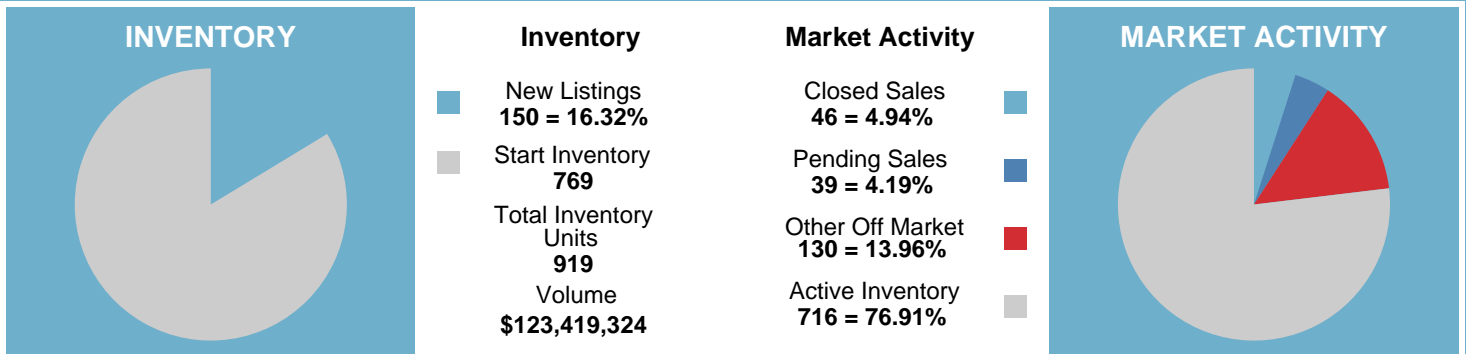 INVENTORY
Inventory
New Listings
150 = 16.32%
Start Inventory
769
Total Inventory
Units
919
Volume
$123,419,324
Market Activity
Closed Sales
46 = 4.94%
Pending Sales
39 = 4.19%
Other Off Market
130 = 13.96%
Active Inventory
716 = 76.91%
MARKET ACTIVITY